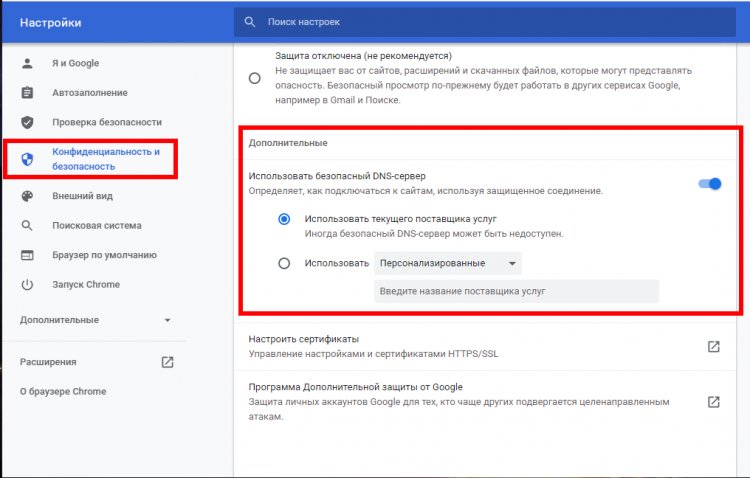 Настройки
Поиск настроек
Я и Google
Автозаполнение
Проверка безопасности
Конфиденциальность и
безопасность
Внешний вид
Поисковая система
Браузер по умолчанию
Запуск Chrome
Дополнительные
Расширения
О браузере Chrome
Защита отключена (не рекомендуется)
Не защищает вас от сайтов, расширений и скачанных файлов, которые могут представлять
опасность. Безопасный просмотр по-прежнему будет работать в других сервисах Google,
например в Gmail и Поиске.
Дополнительные
Использовать безопасный DNS-сервер
Определяет, как подключаться к сайтам, используя защищенное соединение.
Использовать текущего поставщика услуг
Иногда безопасный DNS-сервер может быть недоступен.
Использовать Персонализированные
Введите название поставщика услуг
Настроить сертификаты
Управление настройками и сертификатами HTTPS/SSL
Программа Дополнительной защиты от Google
Защита личных аккаунтов Google для тех, кто чаще других подвергается целенаправленным
атакам.